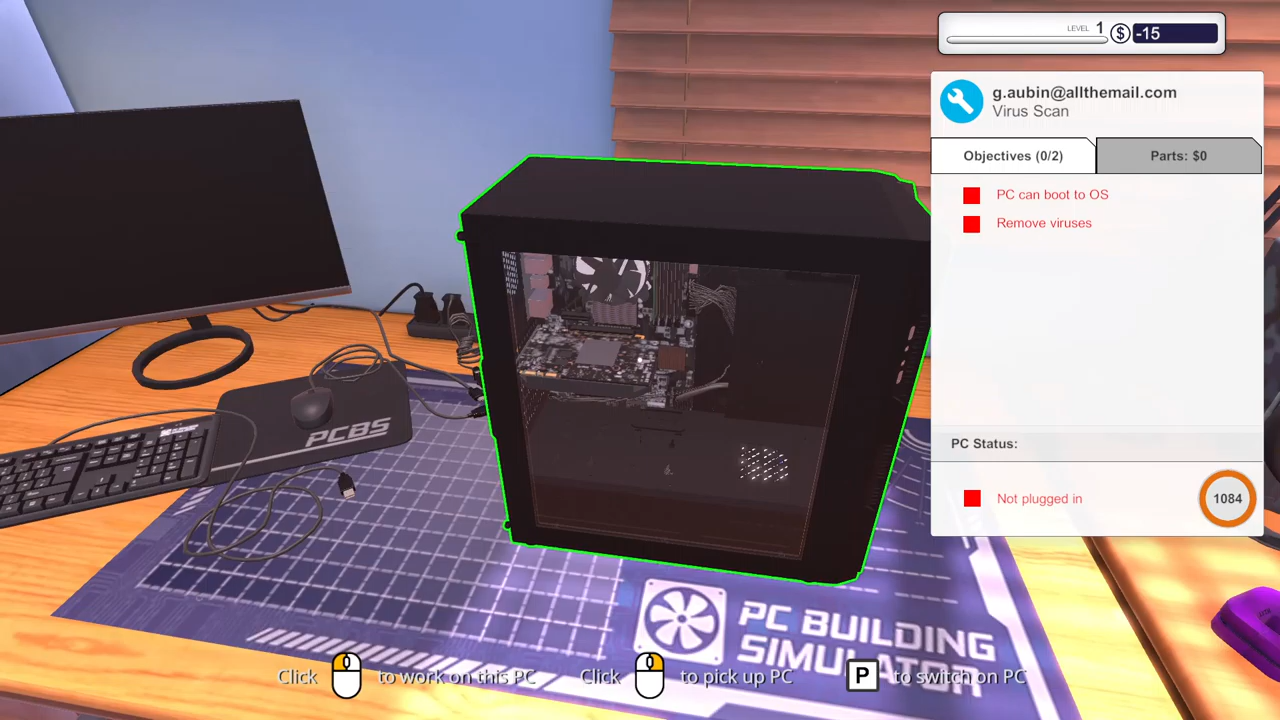 LEVEL 1 $ -15
g.aubin@allthemail.com
Virus Scan
Objectives (0/2)
Parts: $0
PC can boot to OS
Remove viruses
PC Status:
Not plugged in
1084
PCBS
PC BUILDING
SIMULATOR
Click to work on this PC
Click to pick up PC
P to switch on PC